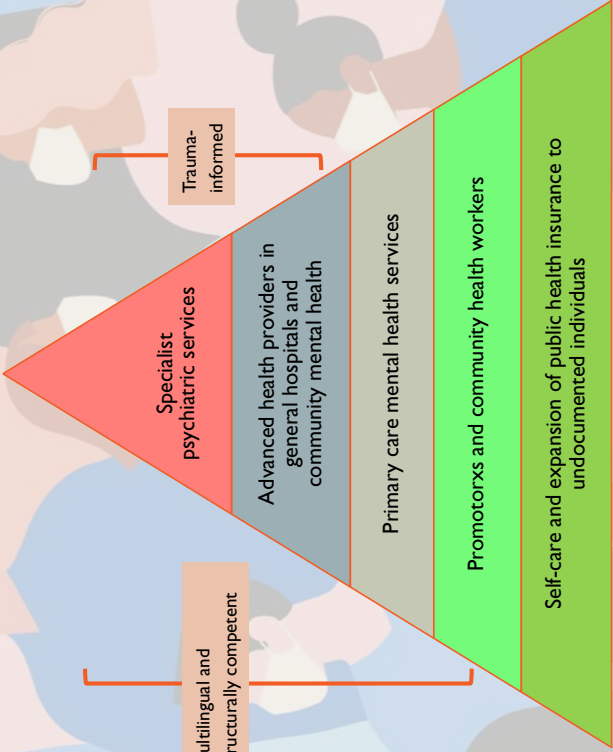 Trauma-
informed
Specialist
psychiatric services
Advanced health providers in
general hospitals and
community mental health
Primary care mental health services
Promotorxs and community health workers
Self-care and expansion of public health insurance to
undocumented individuals
ultilingual and
ructurally competent